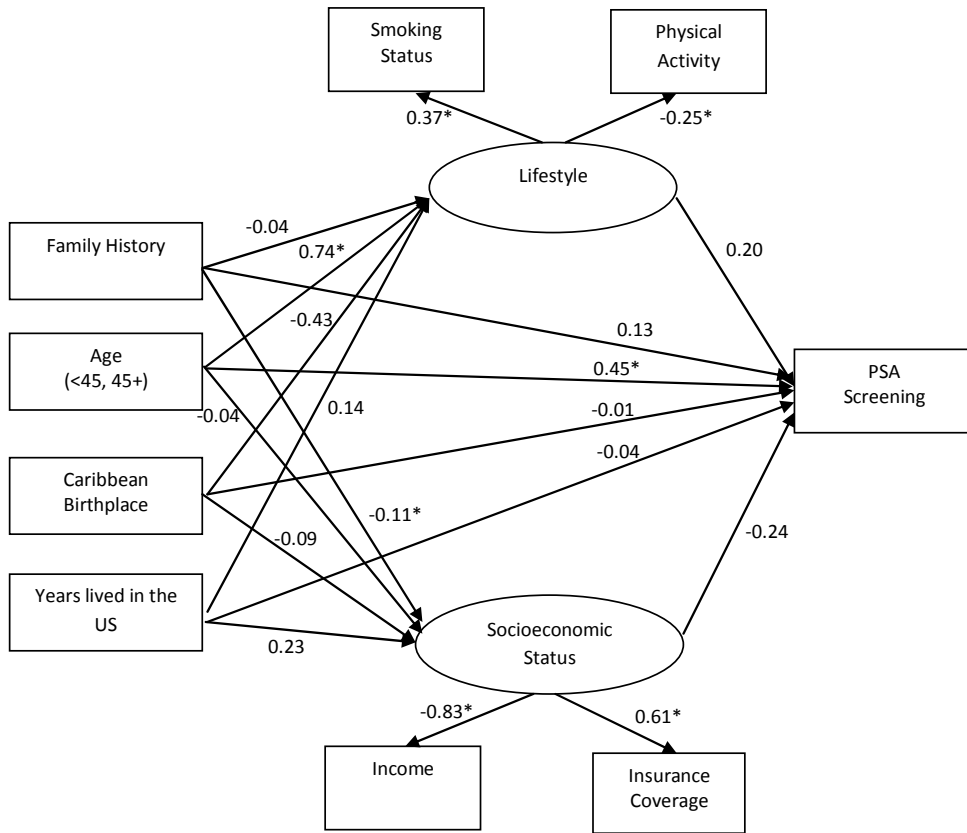 Smoking
Status
Physical
Activity
0.37*
-0.25*
Lifestyle
-0.04
Family History
0.74*
0.20
-0.43
0.13
Age
(<45, 45+)
0.45*
PSA
Screening
0.14
-0.04
-0.01
-0.04
Caribbean
Birthplace
-0.11*
-0.09
-0.24
Years lived in the
US
0.23
Socioeconomic
Status
-0.83*
0.61*
Income
Insurance
Coverage